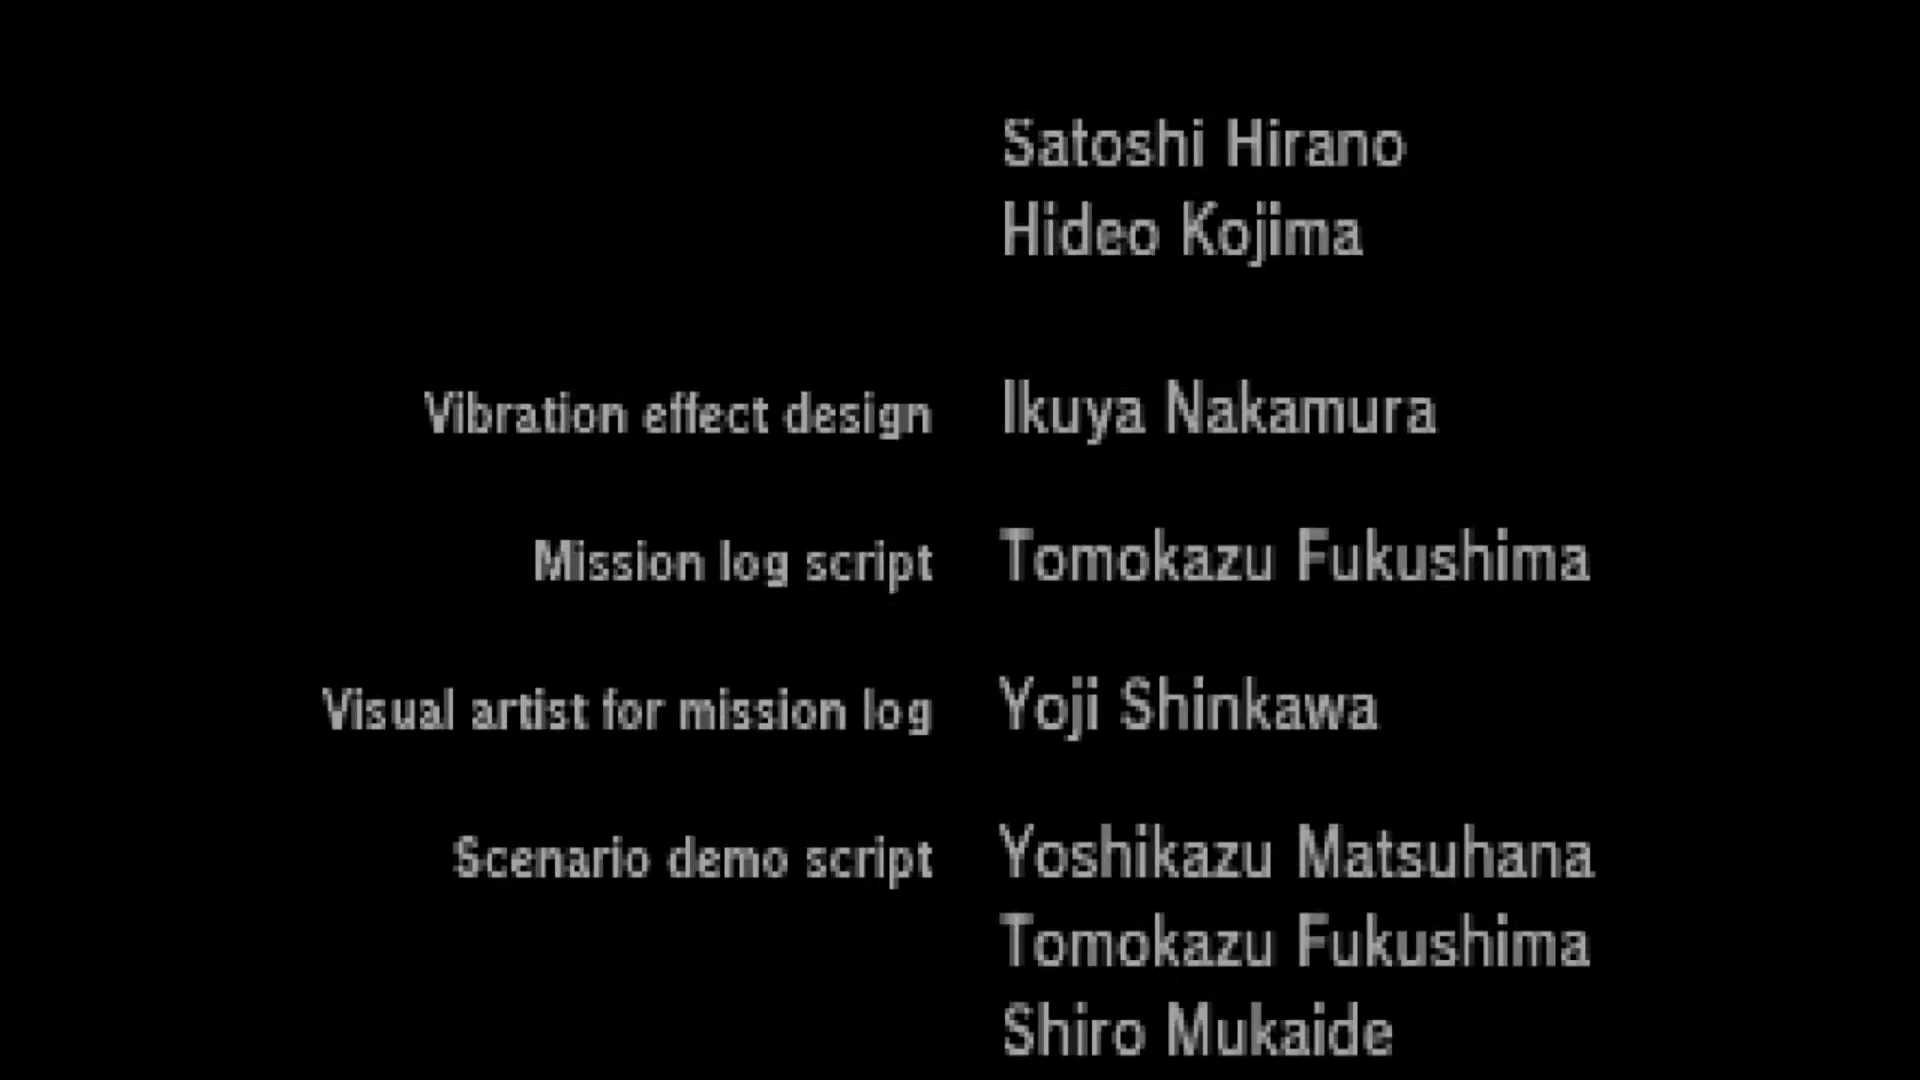 Satoshi Hirano
Hideo Kojima
Vibration effect design Ikuya Nakamura
Mission log script Tomokazu Fukushima
Visual artist for mission log Yoji Shinkawa
Scenario demo script Yoshikazu Matsuhana
Tomokazu Fukushima
Shiro Mukaide